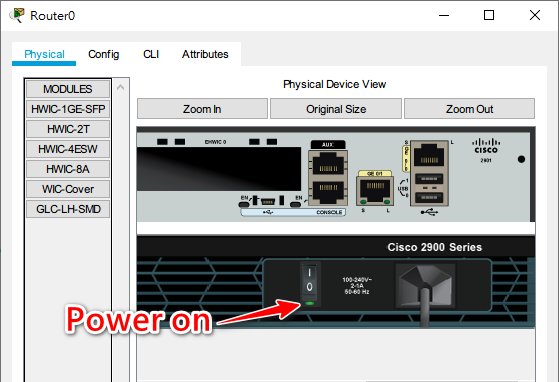 Router0
Physical Config CLI Attributes
MODULES
HWIC-1GE-SFP
HWIC-2T
HWIC-4ESW
HWIC-8A
WIC-Cover
GLC-LH-SMD
Physical Device View
Zoom In Original Size Zoom Out
EHWIC 0
AUX
EN
EN
CONSOLE
GE 0/1
S L
S L
1
USB
0
CISCO
2901
Cisco 2900 Series
I
O
100-240V~
2-1A
50-60 Hz
Power on